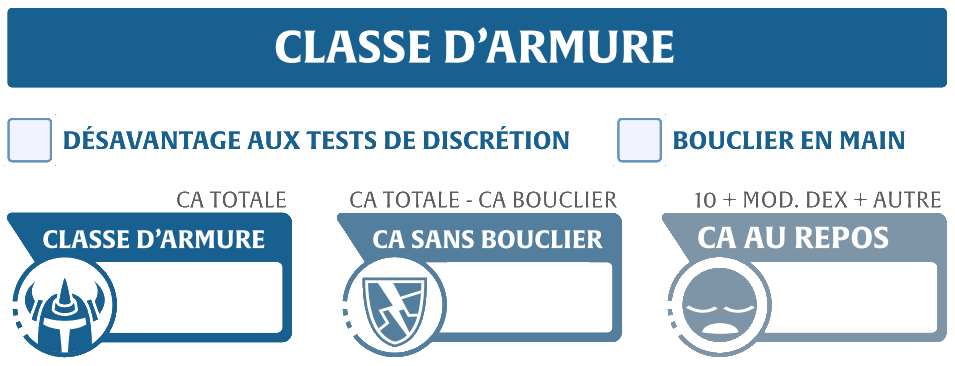 CLASSE D’ARMURE
DÉSAVANTAGE AUX TESTS DE DISCRÉTION
BOUCLIER EN MAIN
CA TOTALE
CLASSE D’ARMURE
CA TOTALE - CA BOUCLIER
CA SANS BOUCLIER
10 + MOD. DEX + AUTRE
CA AU REPOS